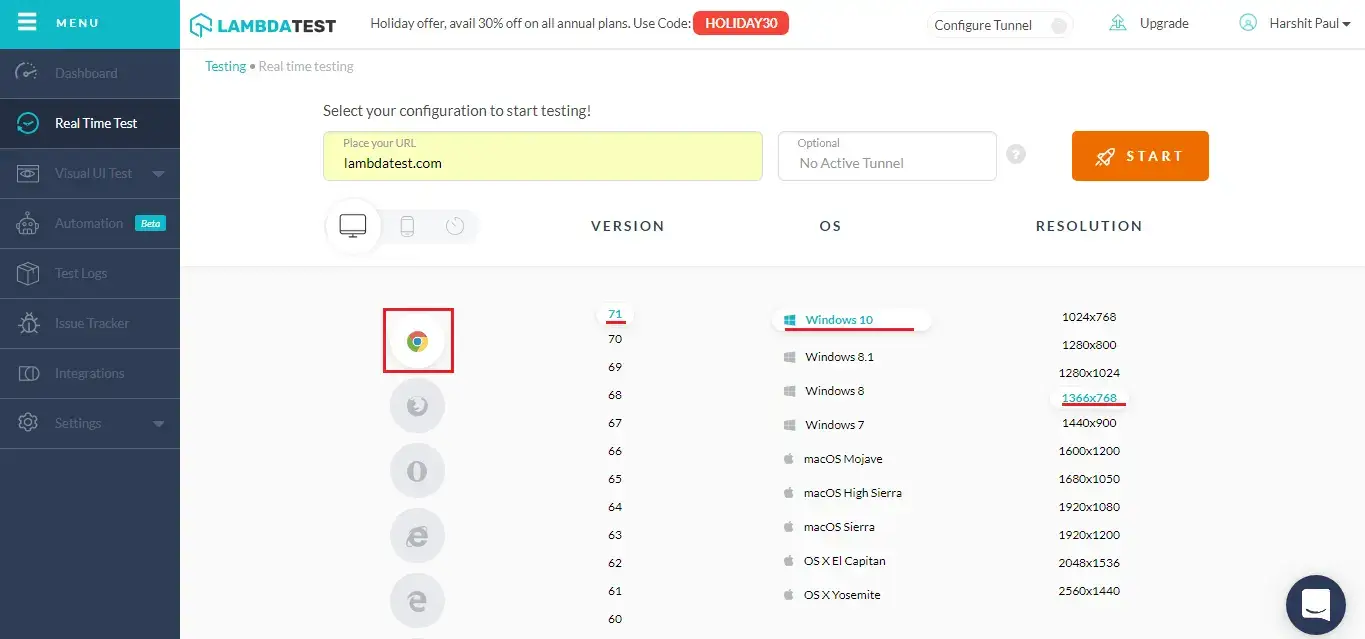 MENU
LAMBDATEST
Holiday offer, avail 30% off on all annual plans. Use Code: HOLIDAY30
Configure Tunnel
Upgrade
Harshit Paul
Dashboard
Real Time Test
Visual UI Test
Automation Beta
Test Logs
Issue Tracker
Integrations
Settings
Testing • Real time testing
Select your configuration to start testing!
Place your URL
lambdatest.com
Optional
No Active Tunnel
?
START
VERSION
OS
RESOLUTION
71
70
69
68
67
66
65
64
63
62
61
60
Windows 10
Windows 8.1
Windows 8
Windows 7
macOS Mojave
macOS High Sierra
macOS Sierra
OS X El Capitan
OS X Yosemite
1024x768
1280x800
1280x1024
1366x768
1440x900
1600x1200
1680x1050
1920x1080
1920x1200
2048x1536
2560x1440